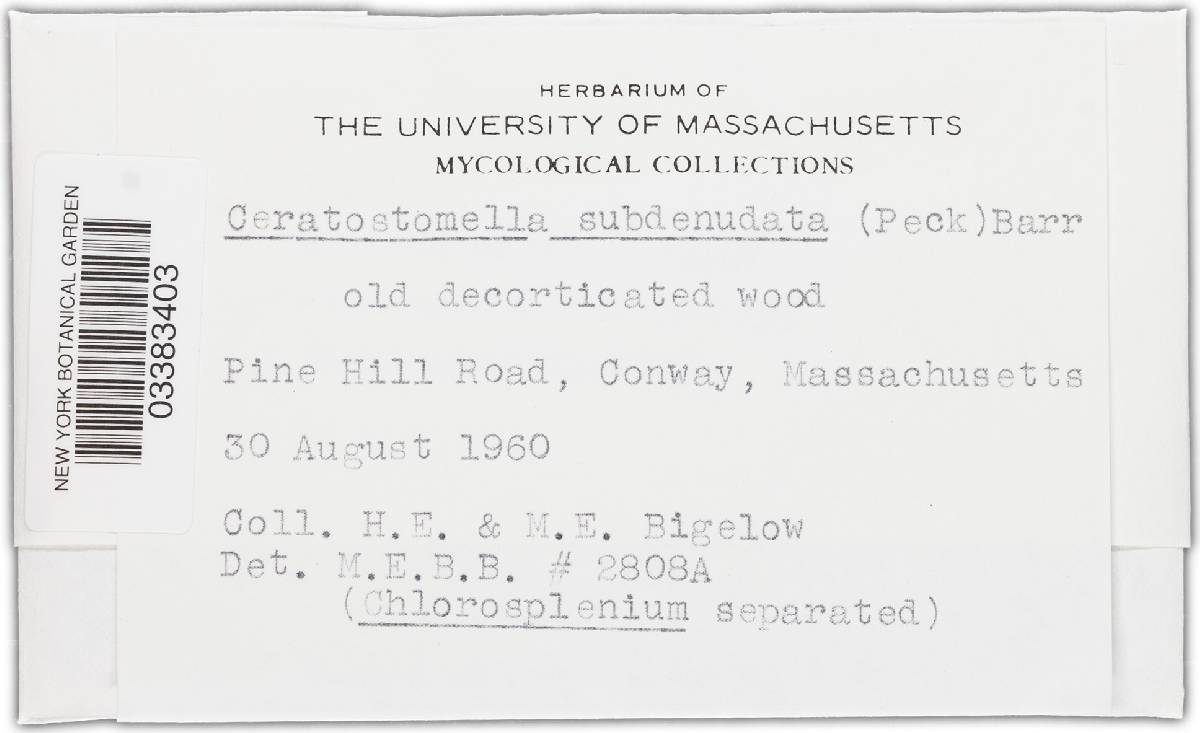 HERBARIUM OF
THE UNIVERSITY OF MASSACHUSETTS
MYCOLOGICAL COLLECTIONS
Ceratostomella subdenudata (Peck)Barr
old decorticated wood
Pine Hill Road, Conway, Massachusetts
30 August 1960
Coll. H.E. & M.E. Bigelow
Det. M.E.B.B. # 2808A
(Chlorosplenium separated)
NEW YORK BOTANICAL GARDEN
03383403